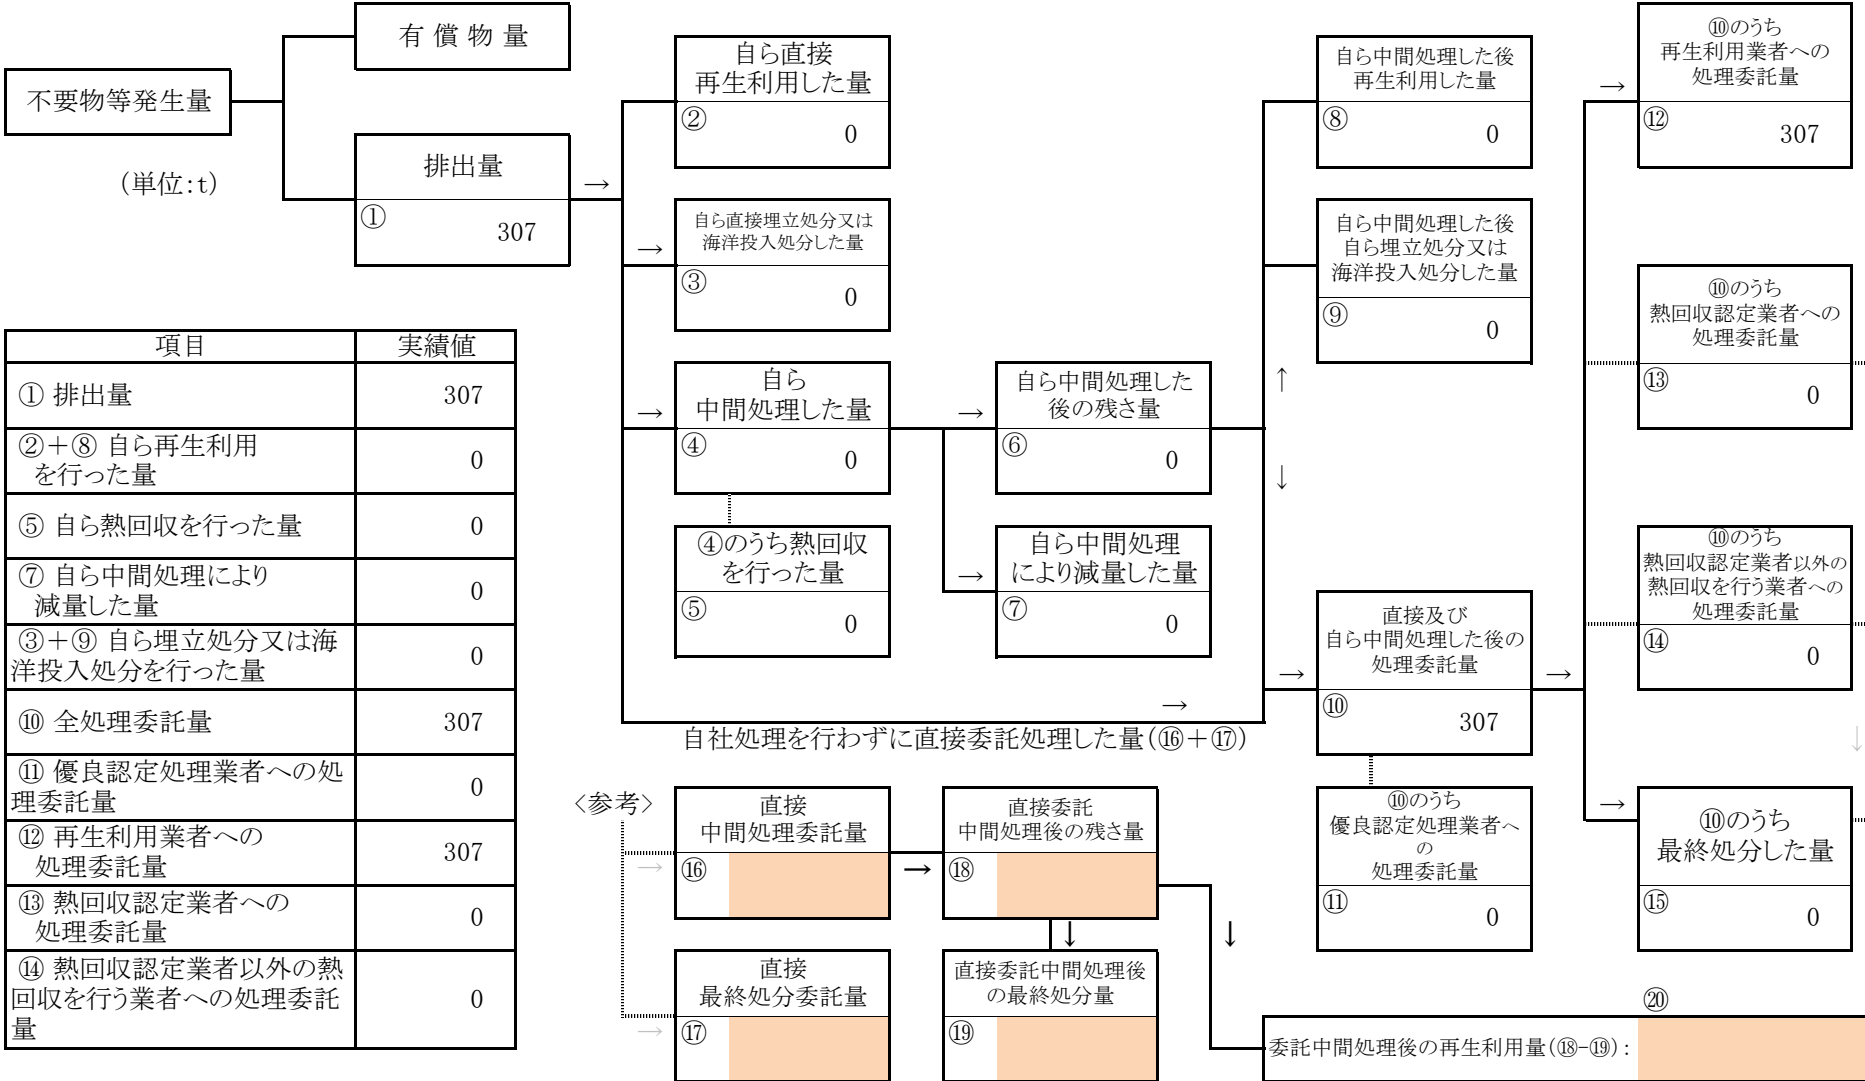 不要物等発生量
(単位:t)
有 償 物 量
排出量
①
307
→
自ら直接
再生利用した量
②
0
→
自ら直接埋立処分又は
海洋投入処分した量
③
0
→
自ら
中間処理した量
④
0
④のうち熱回収
を行った量
⑤
0
→
自ら中間処理した
後の残さ量
⑥
0
→
自ら中間処理
により減量した量
⑦
0
自ら中間処理した後
再生利用した量
⑧
0
自ら中間処理した後
自ら埋立処分又は
海洋投入処分した量
⑨
0
↑
↓
→
自社処理を行わずに直接委託処理した量(⑯+⑰)
→
直接及び
自ら中間処理した後の
処理委託量
⑩
307
→
⑩のうち
優良認定処理業者へ
の
処理委託量
⑪
0
→
⑩のうち
再生利用業者への
処理委託量
⑫
307
⑩のうち
熱回収認定業者への
処理委託量
⑬
0
⑩のうち
熱回収認定業者以外の
熱回収を行う業者への
処理委託量
⑭
0
↓
→
⑩のうち
最終処分した量
⑮
0
項目 実績値
① 排出量 307
②+⑧ 自ら再生利用
を行った量 0
⑤ 自ら熱回収を行った量 0
⑦ 自ら中間処理により
減量した量 0
③+⑨ 自ら埋立処分又は海
洋投入処分を行った量 0
⑩ 全処理委託量 307
⑪ 優良認定処理業者への処
理委託量 0
⑫ 再生利用業者への
処理委託量 307
⑬ 熱回収認定業者への
処理委託量 0
⑭ 熱回収認定業者以外の熱
回収を行う業者への処理委託
量 0
〈参考〉
→
直接
中間処理委託量
⑯
→
直接委託
中間処理後の残さ量
⑱
↓
↓
→
直接
最終処分委託量
⑰
直接委託中間処理後
の最終処分量
⑲
⑳
委託中間処理後の再生利用量(⑱-⑲):